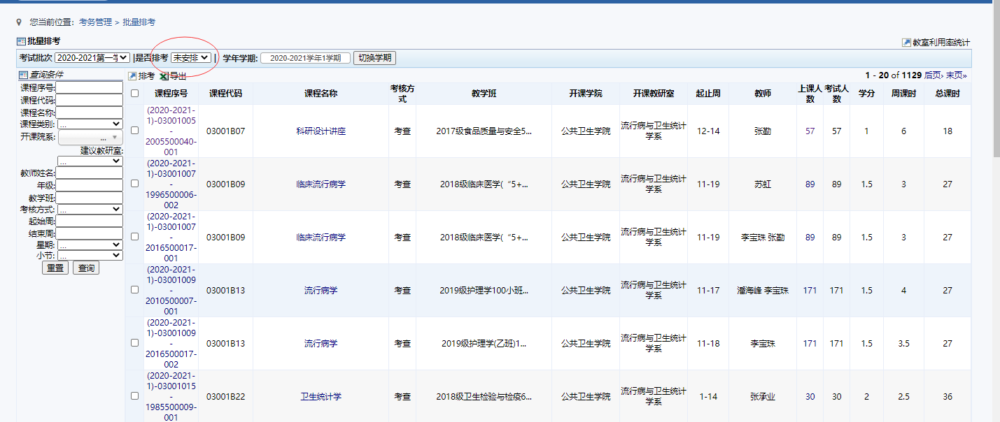 您当前位置: 考务管理 > 批量排考
批量排考
教室利用率统计
考试批次 2020-2021第一学 |是否排考 未安排 | 学年学期: 2020-2021学年1学期 切换学期
查询条件
课程序号:
课程代码:
课程名称:
课程类别: ...
开课院系: ...
建议教研室:
...
教师姓名:
年级:
教学班:
考核方式: ...
起始周:
结束周:
星期: ...
小节: ...
重置 查询
排考 导出
1 - 20 of 1129 后页› 末页»
课程序号 课程代码 课程名称 考核方式 教学班 开课学院 开课教研室 起止周 教师 上课人数 考试人数 学分 周课时 总课时
(2020-2021-1)-03001005-2005500040-001 03001B07 科研设计讲座 考查 2017级食品质量与安全5... 公共卫生学院 流行病与卫生统计学系 12-14 张勤 57 57 1 6 18
(2020-2021-1)-03001007-1996500006-002 03001B09 临床流行病学 考查 2018级临床医学(“5+... 公共卫生学院 流行病与卫生统计学系 11-19 苏虹 89 89 1.5 3 27
(2020-2021-1)-03001007-2016500017-001 03001B09 临床流行病学 考查 2018级临床医学(“5+... 公共卫生学院 流行病与卫生统计学系 11-19 李宝珠 张勤 89 89 1.5 3 27
(2020-2021-1)-03001009-2010500007-001 03001B13 流行病学 考查 2019级护理学100小班... 公共卫生学院 流行病与卫生统计学系 11-17 潘海峰 李宝珠 171 171 1.5 4 27
(2020-2021-1)-03001009-2016500017-002 03001B13 流行病学 考查 2019级护理学(乙班)1... 公共卫生学院 流行病与卫生统计学系 11-18 李宝珠 171 171 1.5 3.5 27
(2020-2021-1)-03001015-1985500009-001 03001B22 卫生统计学 考查 2018级卫生检验与检疫6... 公共卫生学院 流行病与卫生统计学系 1-14 张承业 30 30 2 2.5 36